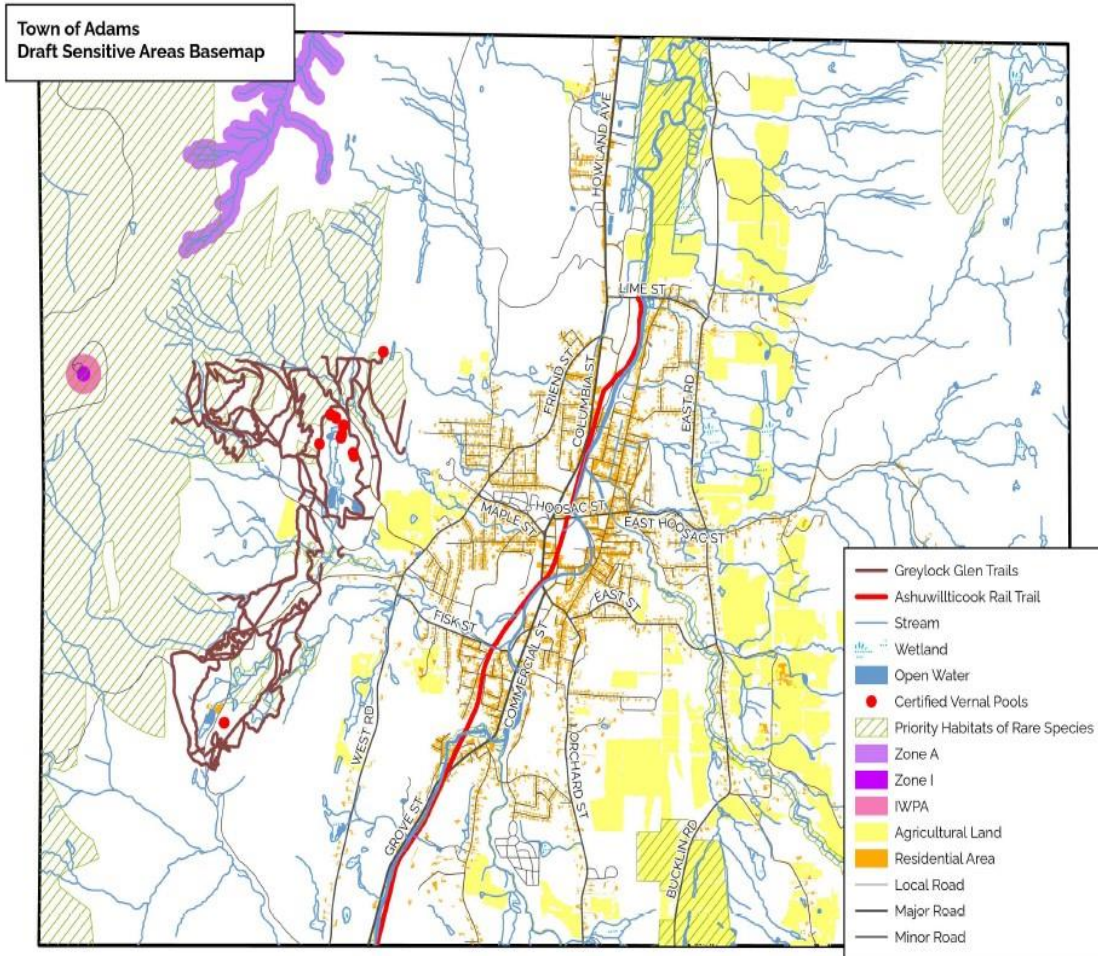 Town of Adams
Draft Sensitive Areas Basemap
HOWLAND AVE
LIME ST
FRIEND ST
COLUMBIA ST
EAST RD
HOOSAC ST
MAPLE ST
EAST HOOSAC ST
EAST ST
FISK ST
COMMERCIAL ST
WEST RD
ORCHARD ST
GROVE ST
BUCKLIN RD
Greylock Glen Trails
Ashuwillticook Rail Trail
Stream
Wetland
Open Water
Certified Vernal Pools
Priority Habitats of Rare Species
Zone A
Zone I
IWPA
Agricultural Land
Residential Area
Local Road
Major Road
Minor Road